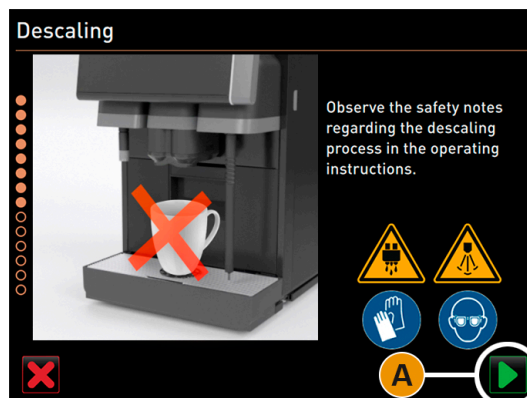 Descaling
Observe the safety notes
regarding the descaling
process in the operating
instructions.
A